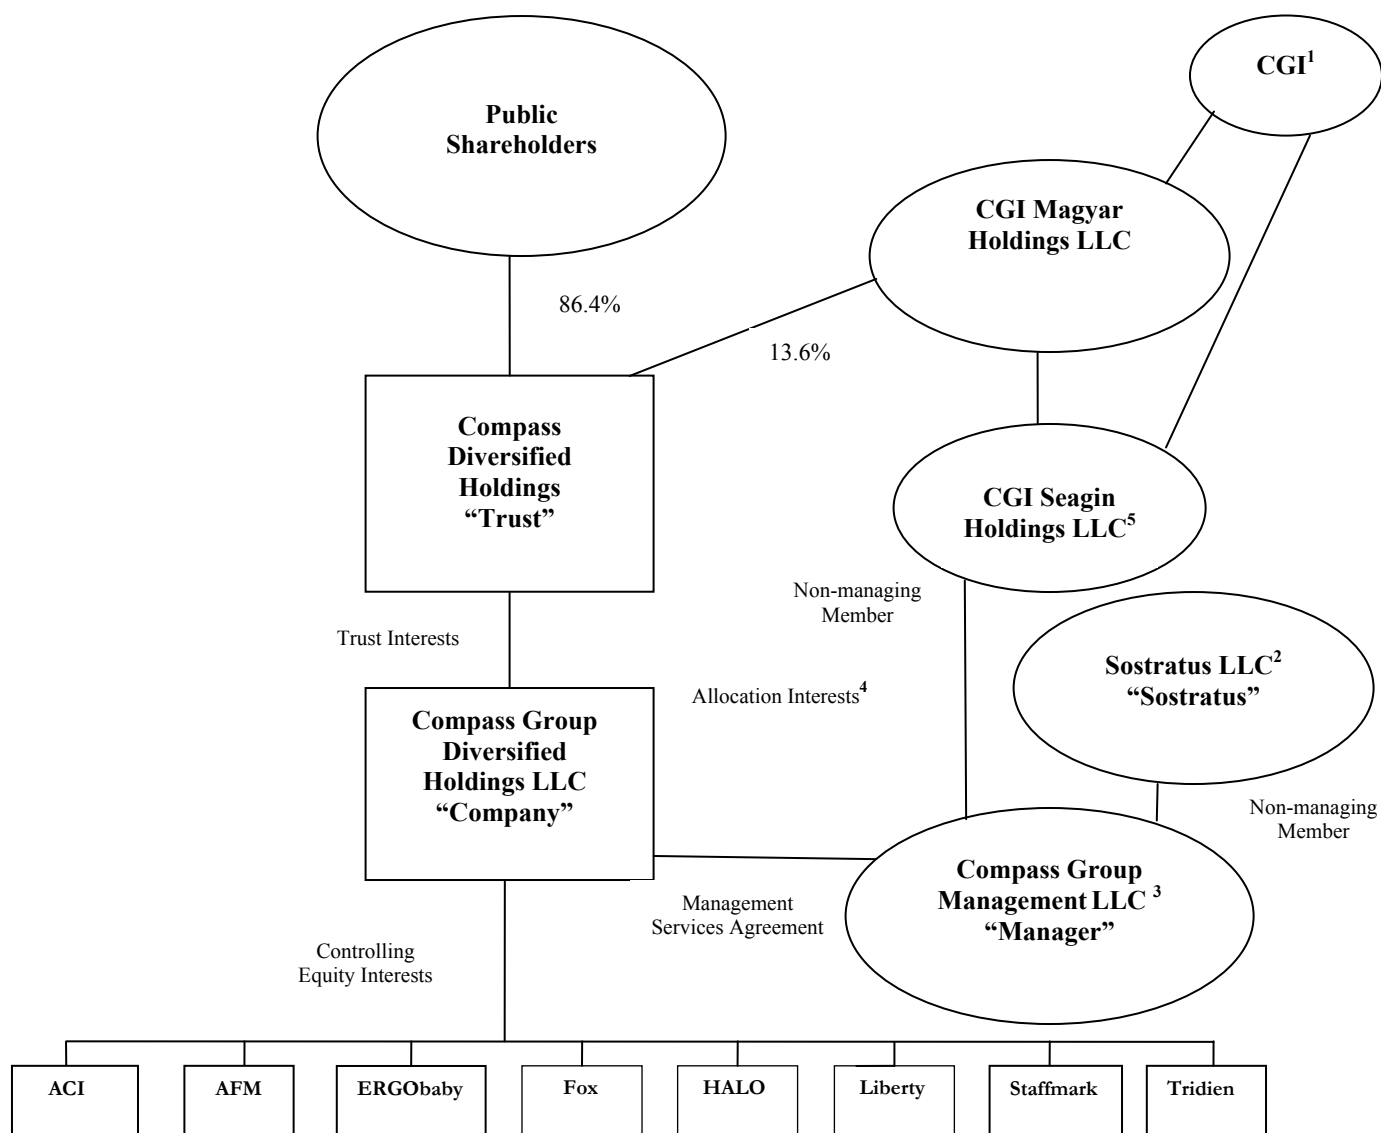 Public
Shareholders
CGI¹
CGI Magyar
Holdings LLC
86.4%
13.6%
Compass
Diversified
Holdings
“Trust”
CGI Seagin
Holdings LLC⁵
Non-managing
Member
Trust Interests
Sostratus LLC²
“Sostratus”
Allocation Interests⁴
Compass Group
Diversified
Holdings LLC
“Company”
Non-managing
Member
Compass Group
Management LLC ³
“Manager”
Management
Services Agreement
Controlling
Equity Interests
ACI
AFM
ERGObaby
Fox
HALO
Liberty
Staffmark
Tridien